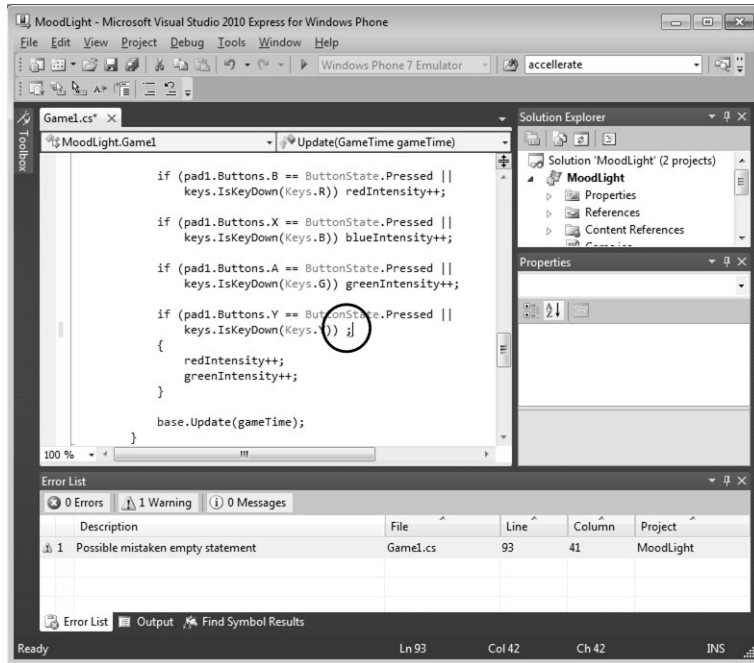 MoodLight - Microsoft Visual Studio 2010 Express for Windows Phone
File Edit View Project Debug Tools Window Help
Windows Phone 7 Emulator accellerate
Toolbox
Game1.cs* Solution Explorer
MoodLight.Game1 Update(GameTime gameTime)
if (pad1.Buttons.B == ButtonState.Pressed ||
keys.IsKeyDown(Keys.R)) redIntensity++;
if (pad1.Buttons.X == ButtonState.Pressed ||
keys.IsKeyDown(Keys.B)) blueIntensity++;
if (pad1.Buttons.A == ButtonState.Pressed ||
keys.IsKeyDown(Keys.G)) greenIntensity++;
if (pad1.Buttons.Y == ButtonState.Pressed ||
keys.IsKeyDown(Keys.Y)) ;
{
redIntensity++;
greenIntensity++;
}
base.Update(gameTime);
}
100 %
Solution 'MoodLight' (2 projects)
MoodLight
Properties
References
Content References
Properties
Error List
0 Errors 1 Warning 0 Messages
Description File Line Column Project
1 Possible mistaken empty statement Game1.cs 93 41 MoodLight
Error List Output Find Symbol Results
Ready Ln 93 Col 42 Ch 42 INS